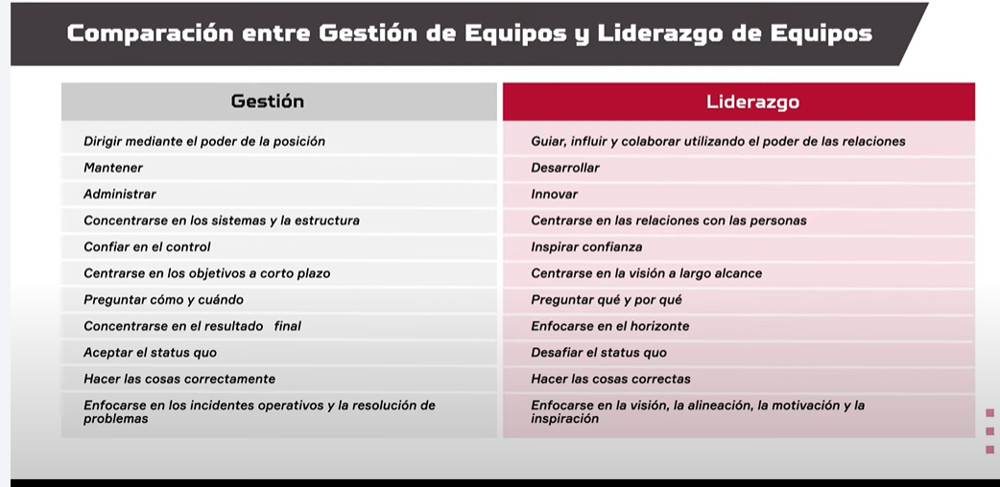 Comparación entre Gestión de Equipos y Liderazgo de Equipos
Gestión
Liderazgo
Dirigir mediante el poder de la posición
Guiar, influir y colaborar utilizando el poder de las relaciones
Mantener
Desarrollar
Administrar
Innovar
Concentrarse en los sistemas y la estructura
Centrarse en las relaciones con las personas
Confiar en el control
Inspirar confianza
Centrarse en los objetivos a corto plazo
Centrarse en la visión a largo alcance
Preguntar cómo y cuándo
Preguntar qué y por qué
Concentrarse en el resultado final
Enfocarse en el horizonte
Aceptar el status quo
Desafiar el status quo
Hacer las cosas correctamente
Hacer las cosas correctas
Enfocarse en los incidentes operativos y la resolución de
problemas
Enfocarse en la visión, la alineación, la motivación y la
inspiración